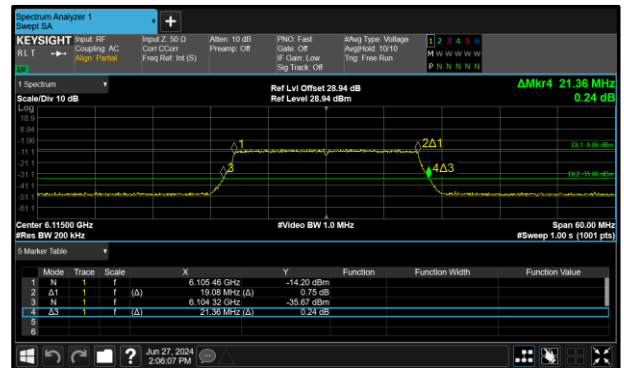 Spectrum Analyzer 1
Swept SA
KEYSIGHT Input: RF Input Z: 50 Ω Atten: 10 dB PNO: Fast #Avg Type: Voltage 1 2 3 4 5 6
RLT Coupling: AC Corr CCorr Preamp: Off Gate: Off Avg|Hold: 10/10 M W W W W W
Align: Partial Freq Ref: Int (S) IF Gain: Low Trig: Free Run
Sig Track: Off P N N N N N
1 Spectrum Ref Lvl Offset 28.94 dB ΔMkr4 21.36 MHz
Scale/Div 10 dB Ref Level 28.94 dBm 0.24 dB
Log
18.9
8.94
-1.06
1 2Δ1
-11.1
-21.1
3 4Δ3
-31.1
-41.1
-51.1
-61.1
Center 6.11500 GHz #Video BW 1.0 MHz Span 60.00 MHz
#Res BW 200 kHz #Sweep 1.00 s (1001 pts)
5 Marker Table
Mode Trace Scale X Y Function Function Width Function Value
1 N 1 f 6.105 46 GHz -14.20 dBm
2 Δ1 1 f (Δ) 19.08 MHz (Δ) 0.75 dB
3 N 1 f 6.104 32 GHz -35.67 dBm
4 Δ3 1 f (Δ) 21.36 MHz (Δ) 0.24 dB
5
6
? Jun 27, 2024
2:06:07 PM